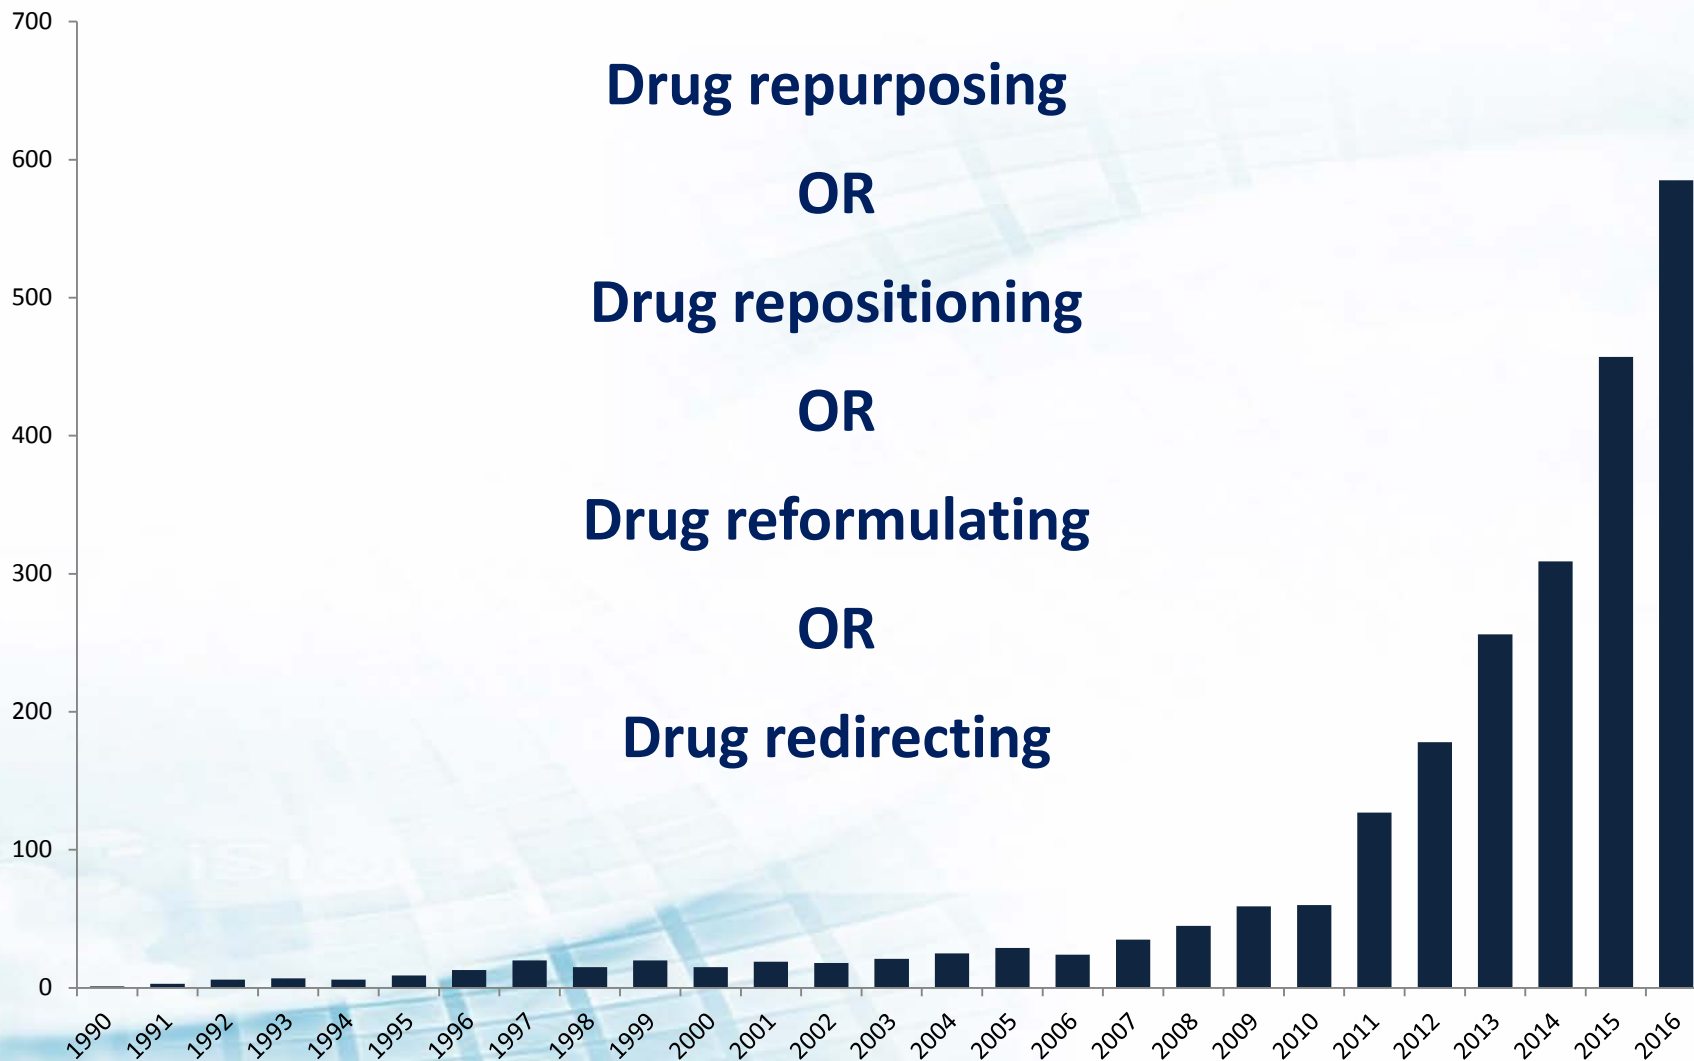 700
600
500
400
300
200
100
0
Drug repurposing
OR
Drug repositioning
OR
Drug reformulating
OR
Drug redirecting
1990 1991 1992 1993 1994 1995 1996 1997 1998 1999 2000 2001 2002 2003 2004 2005 2006 2007 2008 2009 2010 2011 2012 2013 2014 2015 2016